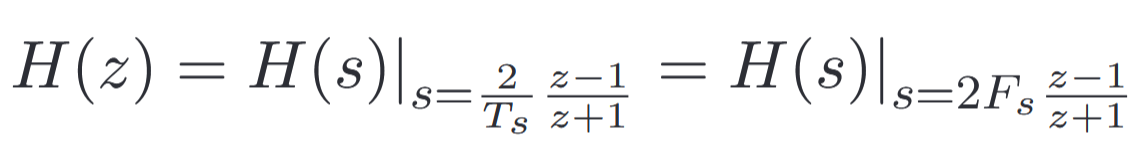 H(z) = H(s)|_{s=\frac{2}{T_s}\frac{z-1}{z+1}} = H(s)|_{s=2F_s\frac{z-1}{z+1}}